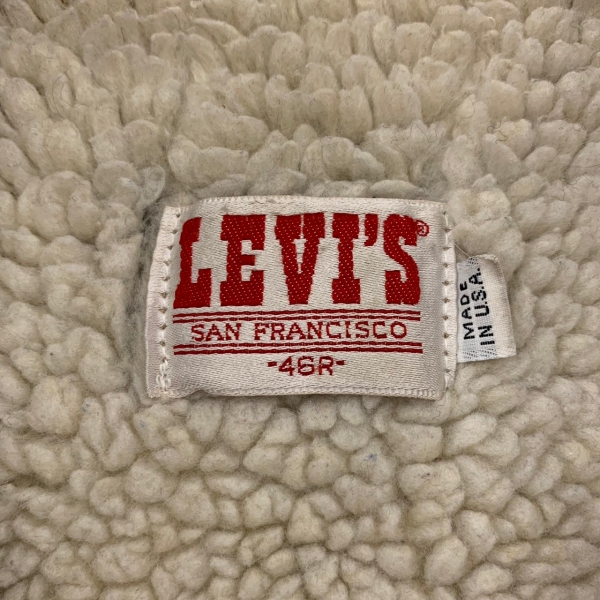 LEVI'S®
SAN FRANCISCO
-46R-
MADE
IN U.S.A.